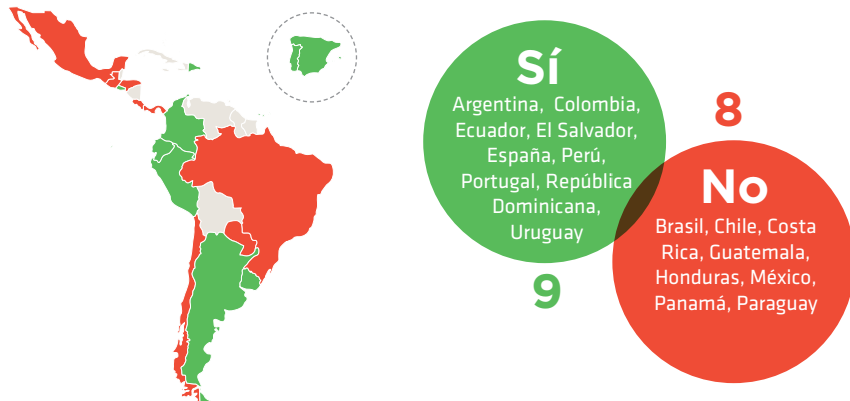 Sí
Argentina, Colombia,
Ecuador, El Salvador,
España, Perú,
Portugal, República
Dominicana,
Uruguay
9
8
No
Brasil, Chile, Costa
Rica, Guatemala,
Honduras, México,
Panamá, Paraguay